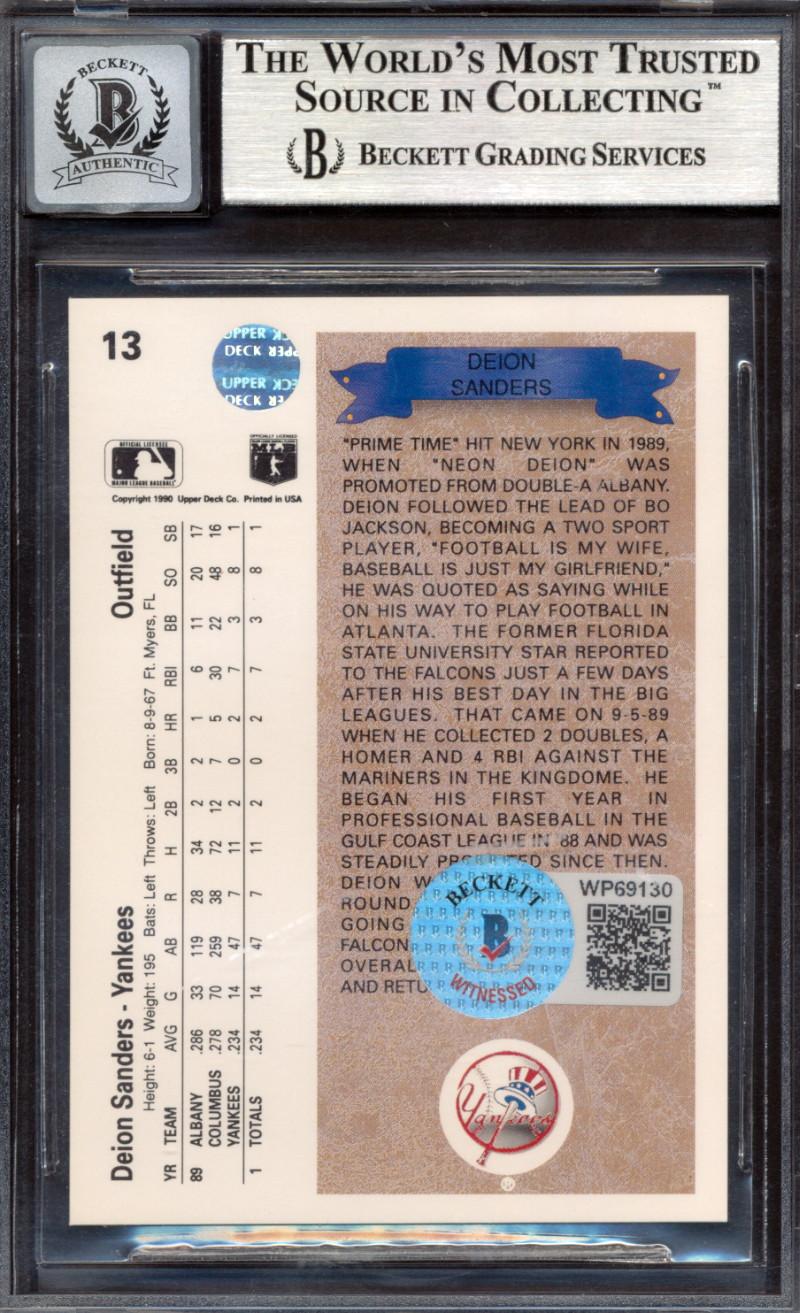 BECKETT
B
AUTHENTIC
THE WORLD'S MOST TRUSTED
SOURCE IN COLLECTING™
B BECKETT GRADING SERVICES
13
UPPER
DECK
UPPER
DECK
OFFICIAL LICENSEE
MAJOR LEAGUE BASEBALL
OFFICIALLY LICENSED
Copyright 1990 Upper Deck Co. Printed in USA
Deion Sanders - Yankees Outfield
Height: 6-1 Weight: 195 Bats: Left Throws: Left Born: 8-9-67 Ft. Myers, FL
YR TEAM AVG G AB R H 2B 3B HR RBI BB SO SB
89 ALBANY .286 33 119 28 34 2 2 1 6 11 20 17
COLUMBUS .278 70 259 38 72 12 7 5 30 22 48 16
YANKEES .234 14 47 7 11 2 0 2 7 3 8 1
1 TOTALS .234 14 47 7 11 2 0 2 7 3 8 1
DEION
SANDERS
"PRIME TIME" HIT NEW YORK IN 1989,
WHEN "NEON DEION" WAS
PROMOTED FROM DOUBLE-A ALBANY.
DEION FOLLOWED THE LEAD OF BO
JACKSON, BECOMING A TWO SPORT
PLAYER, "FOOTBALL IS MY WIFE,
BASEBALL IS JUST MY GIRLFRIEND,"
HE WAS QUOTED AS SAYING WHILE
ON HIS WAY TO PLAY FOOTBALL IN
ATLANTA. THE FORMER FLORIDA
STATE UNIVERSITY STAR REPORTED
TO THE FALCONS JUST A FEW DAYS
AFTER HIS BEST DAY IN THE BIG
LEAGUES. THAT CAME ON 9-5-89
WHEN HE COLLECTED 2 DOUBLES, A
HOMER AND 4 RBI AGAINST THE
MARINERS IN THE KINGDOME. HE
BEGAN HIS FIRST YEAR IN
PROFESSIONAL BASEBALL IN THE
GULF COAST LEAGUE IN '88 AND WAS
STEADILY SINCE THEN.
DEION
ROUND
GOING
FALCON
OVERAL
AND
BECKETT
B
WITNESSED
WP69130
Yankees